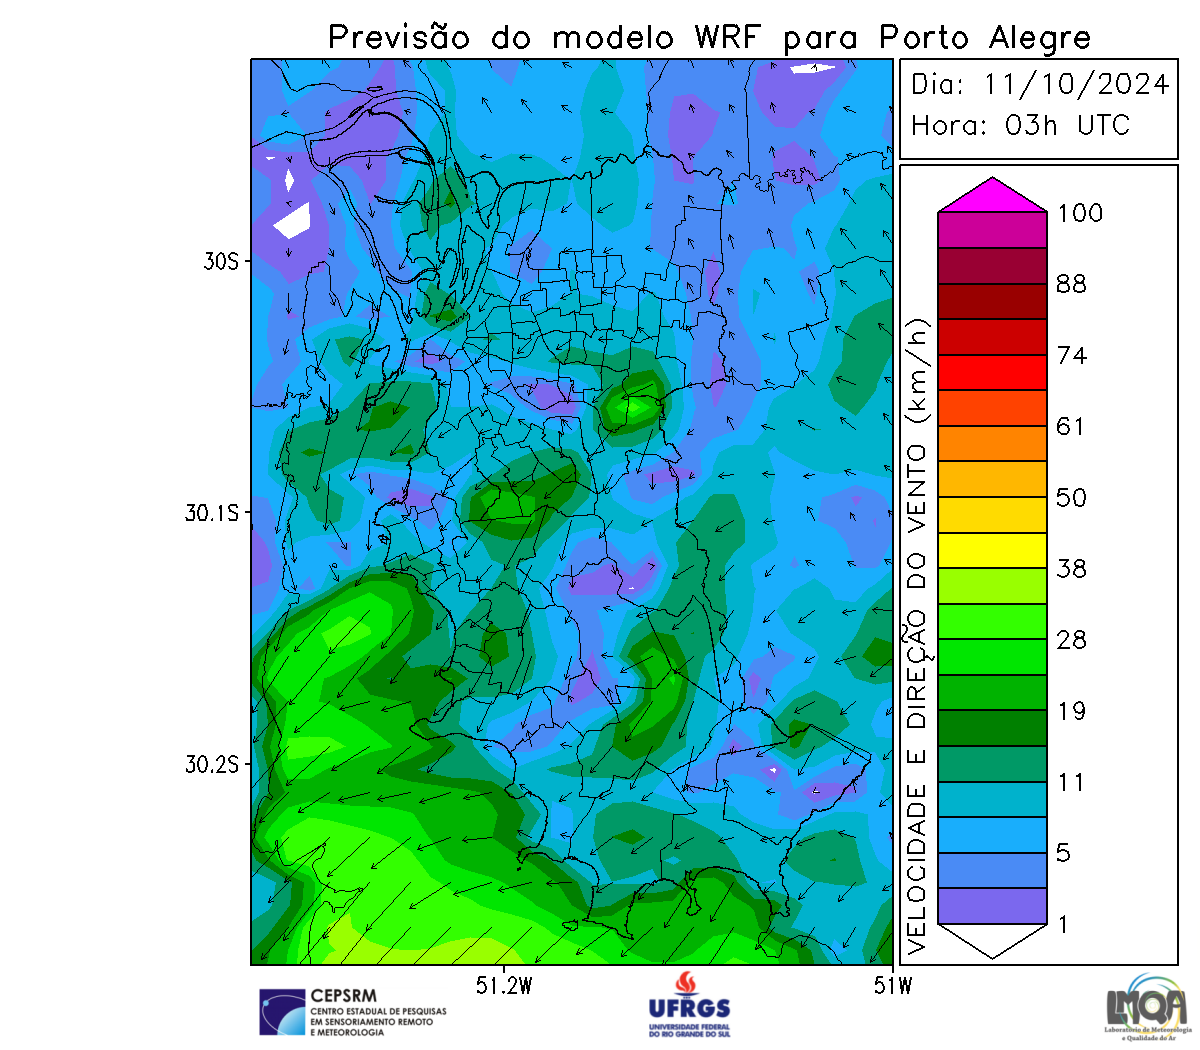 Previsão do modelo WRF para Porto Alegre
Dia: 11/10/2024
Hora: 03h UTC
30S
30.1S
30.2S
51.2W
51W
VELOCIDADE E DIREÇÃO DO VENTO (km/h)
100
88
74
61
50
38
28
19
11
5
1
CEPSRM
CENTRO ESTADUAL DE PESQUISAS
EM SENSORIAMENTO REMOTO
E METEOROLOGIA
UFRGS
UNIVERSIDADE FEDERAL
DO RIO GRANDE DO SUL
LMQA
Laboratório de Meteorologia
e Qualidade do Ar